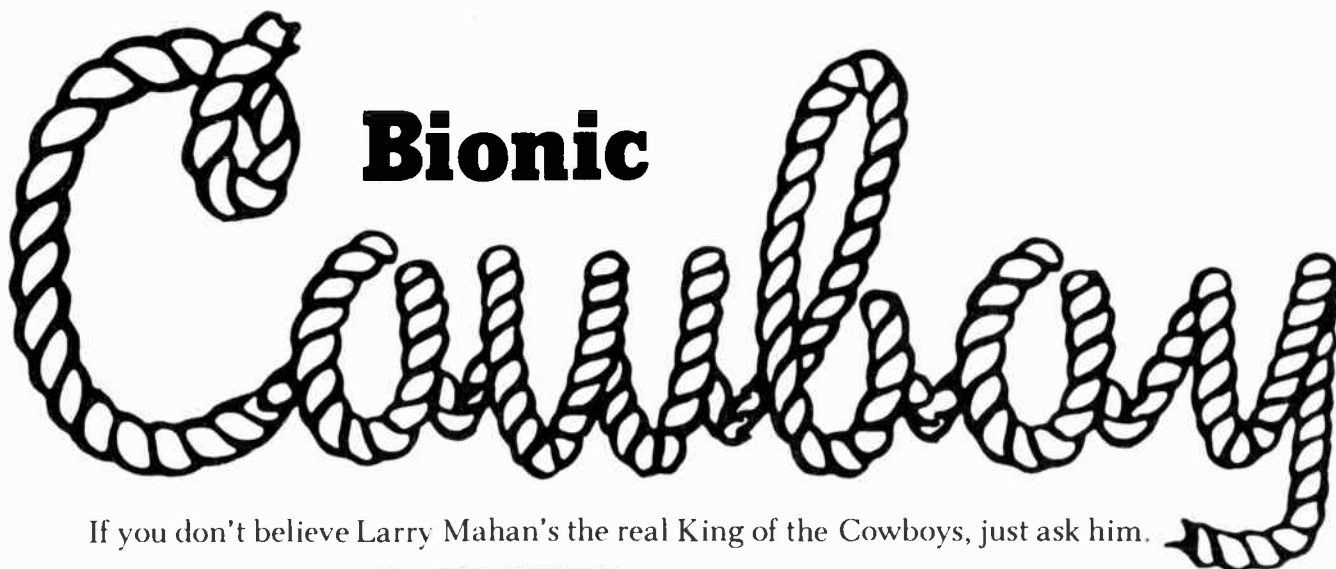 Bionic
Cowboy
If you don't believe Larry Mahan's the real King of the Cowboys, just ask him.